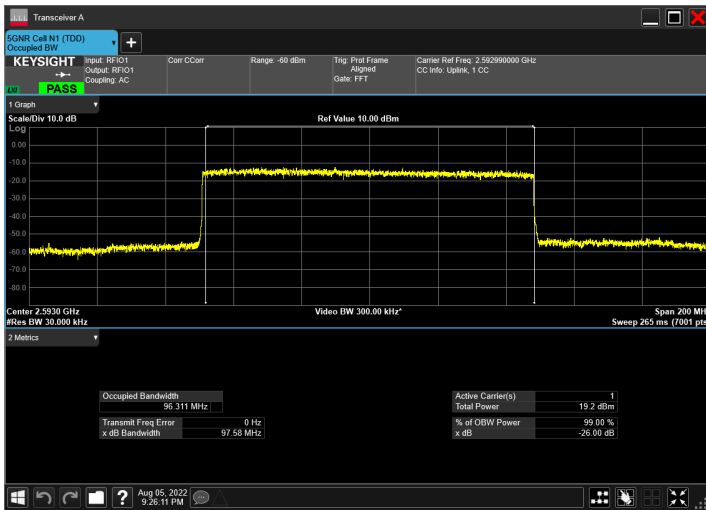 Transceiver A
5GNR Cell N1 (TDD)
Occupied BW
KEYSIGHT
LXI
PASS
Input: RFIO1
Output: RFIO1
Coupling: AC
Corr CCorr
Range: -60 dBm
Trig: Prot Frame
Aligned
Gate: FFT
Carrier Ref Freq: 2.592990000 GHz
CC Info: Uplink, 1 CC
1 Graph
Scale/Div 10.0 dB
Ref Value 10.00 dBm
Log
0.00
-10.0
-20.0
-30.0
-40.0
-50.0
-60.0
-70.0
-80.0
Center 2.5930 GHz
Video BW 300.00 kHz*
Span 200 MH
#Res BW 30.000 kHz
Sweep 265 ms (7001 pts
2 Metrics
Occupied Bandwidth
96.311 MHz
Transmit Freq Error 0 Hz
x dB Bandwidth 97.58 MHz
Active Carrier(s) 1
Total Power 19.2 dBm
% of OBW Power 99.00 %
x dB -26.00 dB
?
Aug 05, 2022
9:26:11 PM